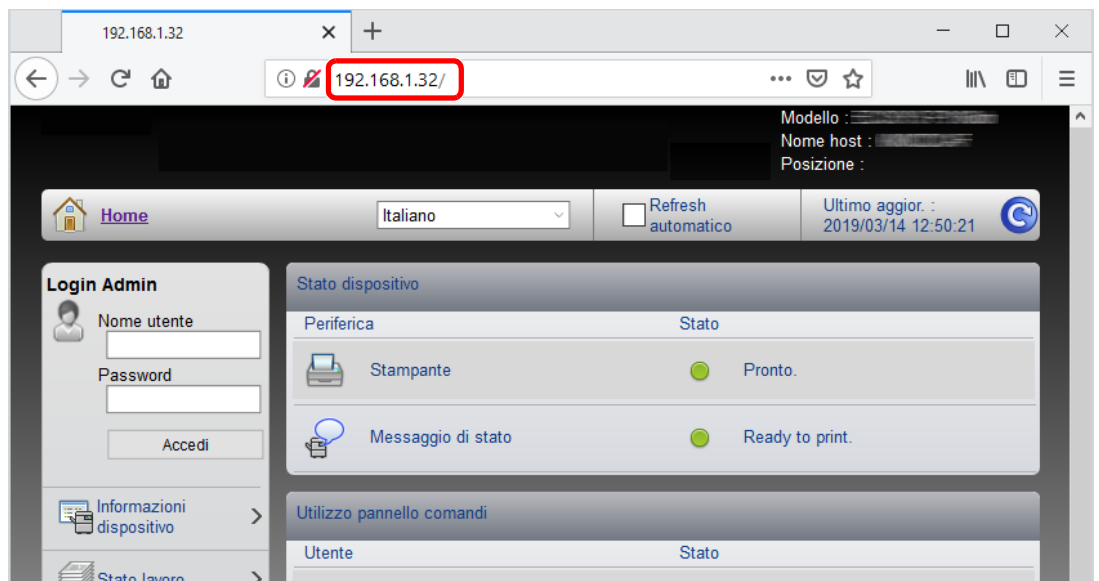 192.168.1.32
192.168.1.32/
Modello :
Nome host :
Posizione :
Home
Italiano
Refresh
automatico
Ultimo aggior. :
2019/03/14 12:50:21
Login Admin
Nome utente
Password
Accedi
Informazioni
dispositivo
Stato lavoro
Stato dispositivo
Periferica Stato
Stampante Pronto.
Messaggio di stato Ready to print.
Utilizzo pannello comandi
Utente Stato